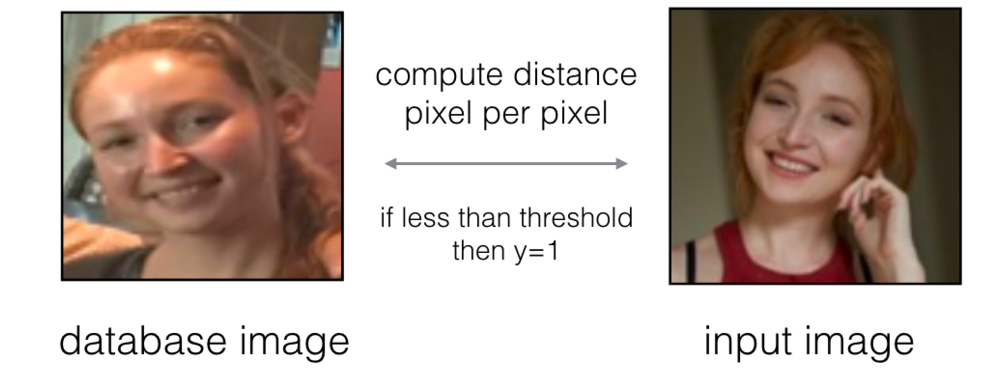 compute distance
pixel per pixel
if less than threshold
then y=1
database image
input image